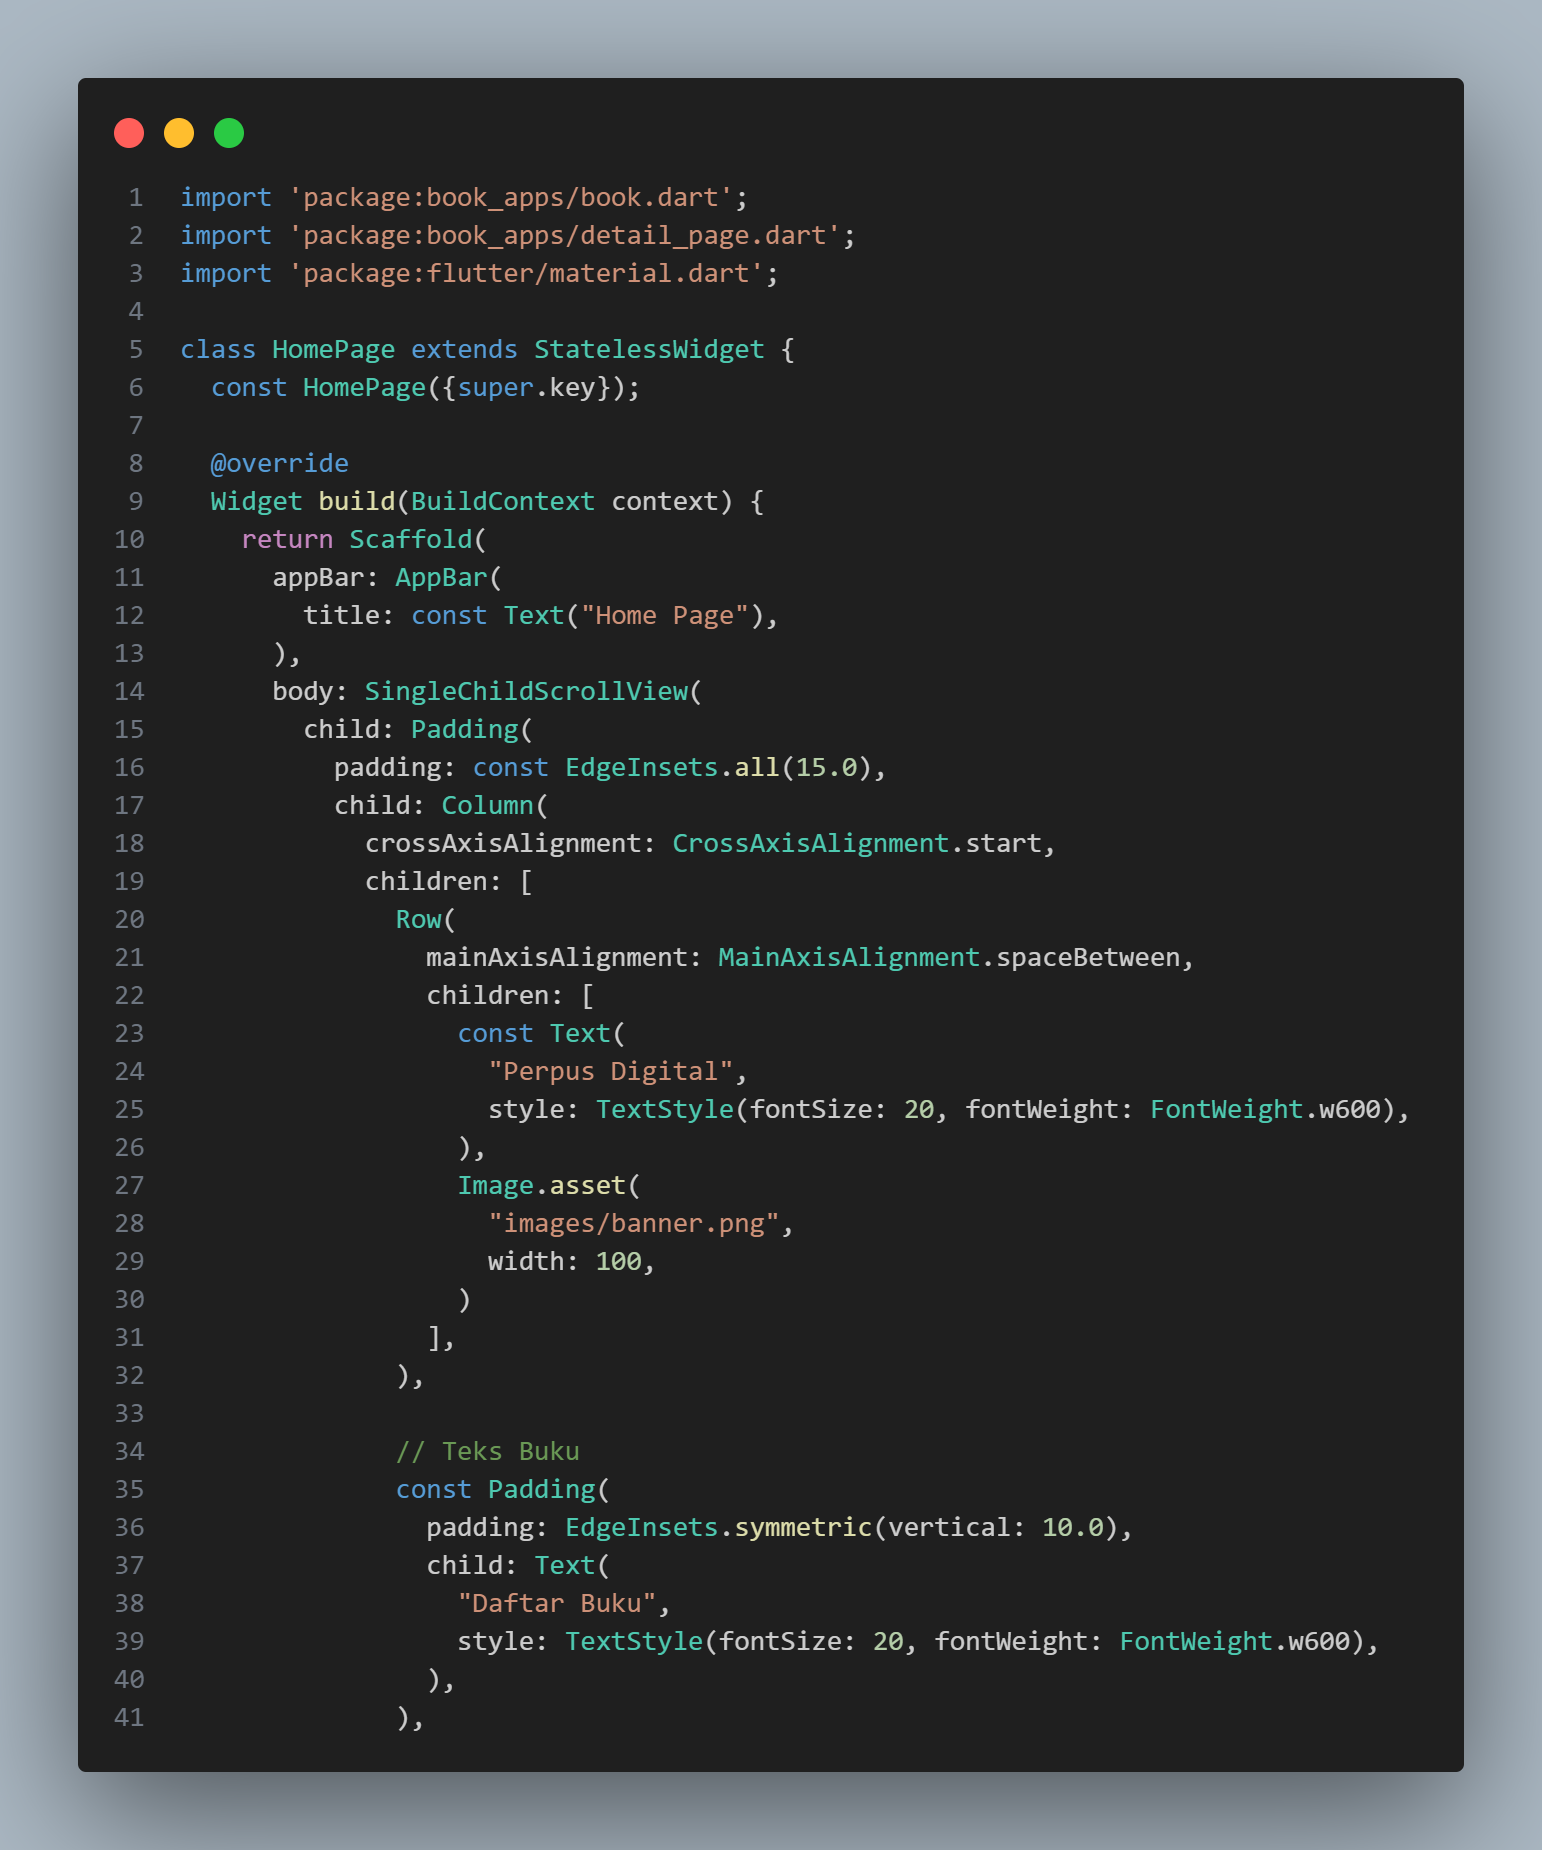 1 import 'package:book_apps/book.dart';
2 import 'package:book_apps/detail_page.dart';
3 import 'package:flutter/material.dart';
4
5 class HomePage extends StatelessWidget {
6   const HomePage({super.key});
7
8   @override
9   Widget build(BuildContext context) {
10     return Scaffold(
11       appBar: AppBar(
12         title: const Text("Home Page"),
13       ),
14       body: SingleChildScrollView(
15         child: Padding(
16           padding: const EdgeInsets.all(15.0),
17           child: Column(
18             crossAxisAlignment: CrossAxisAlignment.start,
19             children: [
20               Row(
21                 mainAxisAlignment: MainAxisAlignment.spaceBetween,
22                 children: [
23                   const Text(
24                     "Perpus Digital",
25                     style: TextStyle(fontSize: 20, fontWeight: FontWeight.w600),
26                   ),
27                   Image.asset(
28                     "images/banner.png",
29                     width: 100,
30                   )
31                 ],
32               ),
33
34               // Teks Buku
35               const Padding(
36                 padding: EdgeInsets.symmetric(vertical: 10.0),
37                 child: Text(
38                   "Daftar Buku",
39                   style: TextStyle(fontSize: 20, fontWeight: FontWeight.w600),
40                 ),
41               ),